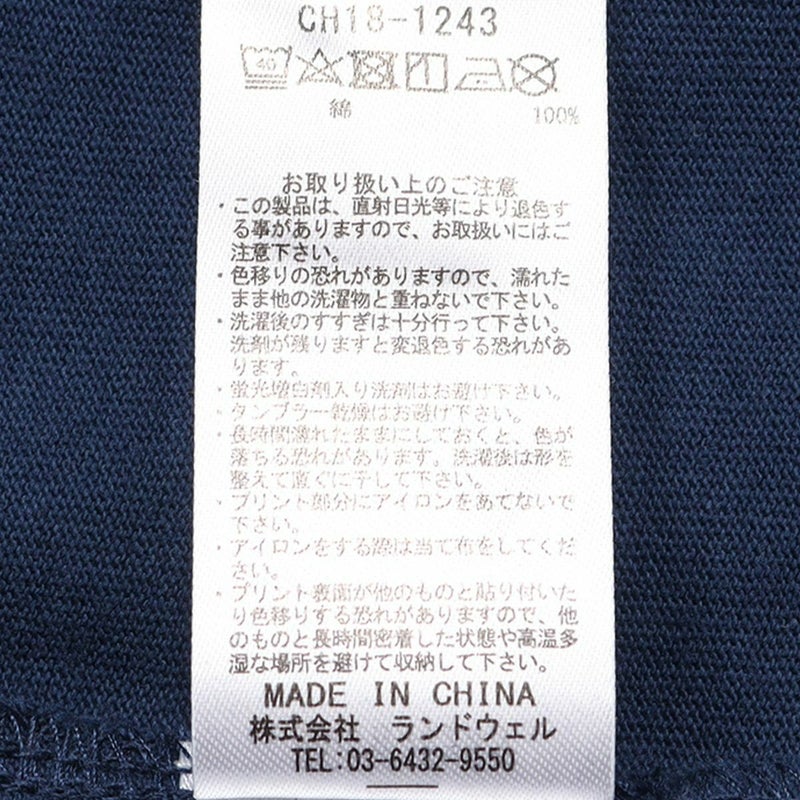 CH18-1243
40
綿 100%
お取り扱い上のご注意
・この製品は、直射日光等により退色す
る事がありますので、お取扱いにはご
注意下さい。
・色移りの恐れがありますので、濡れた
まま他の洗濯物と重ねないで下さい。
・洗濯後のすすぎは十分行って下さい。
洗剤が残りますと変退色する恐れがあ
ります。
・蛍光増白剤入り洗剤はお避け下さい。
・タンブラー乾燥はお避け下さい。
・長時間濡れたままにしておくと、色が
落ちる恐れがあります。洗濯後は形を
整えて直ぐに干して下さい。
・プリント部分にアイロンをあてないで
下さい。
・アイロンをする際は当て布をしてくだ
さい。
・プリント表面が他のものと貼り付いた
り色移りする恐れがありますので、他
のものと長時間密着した状態や高温多
湿な場所を避けて収納して下さい。
MADE IN CHINA
株式会社 ランドウェル
TEL:03-6432-9550